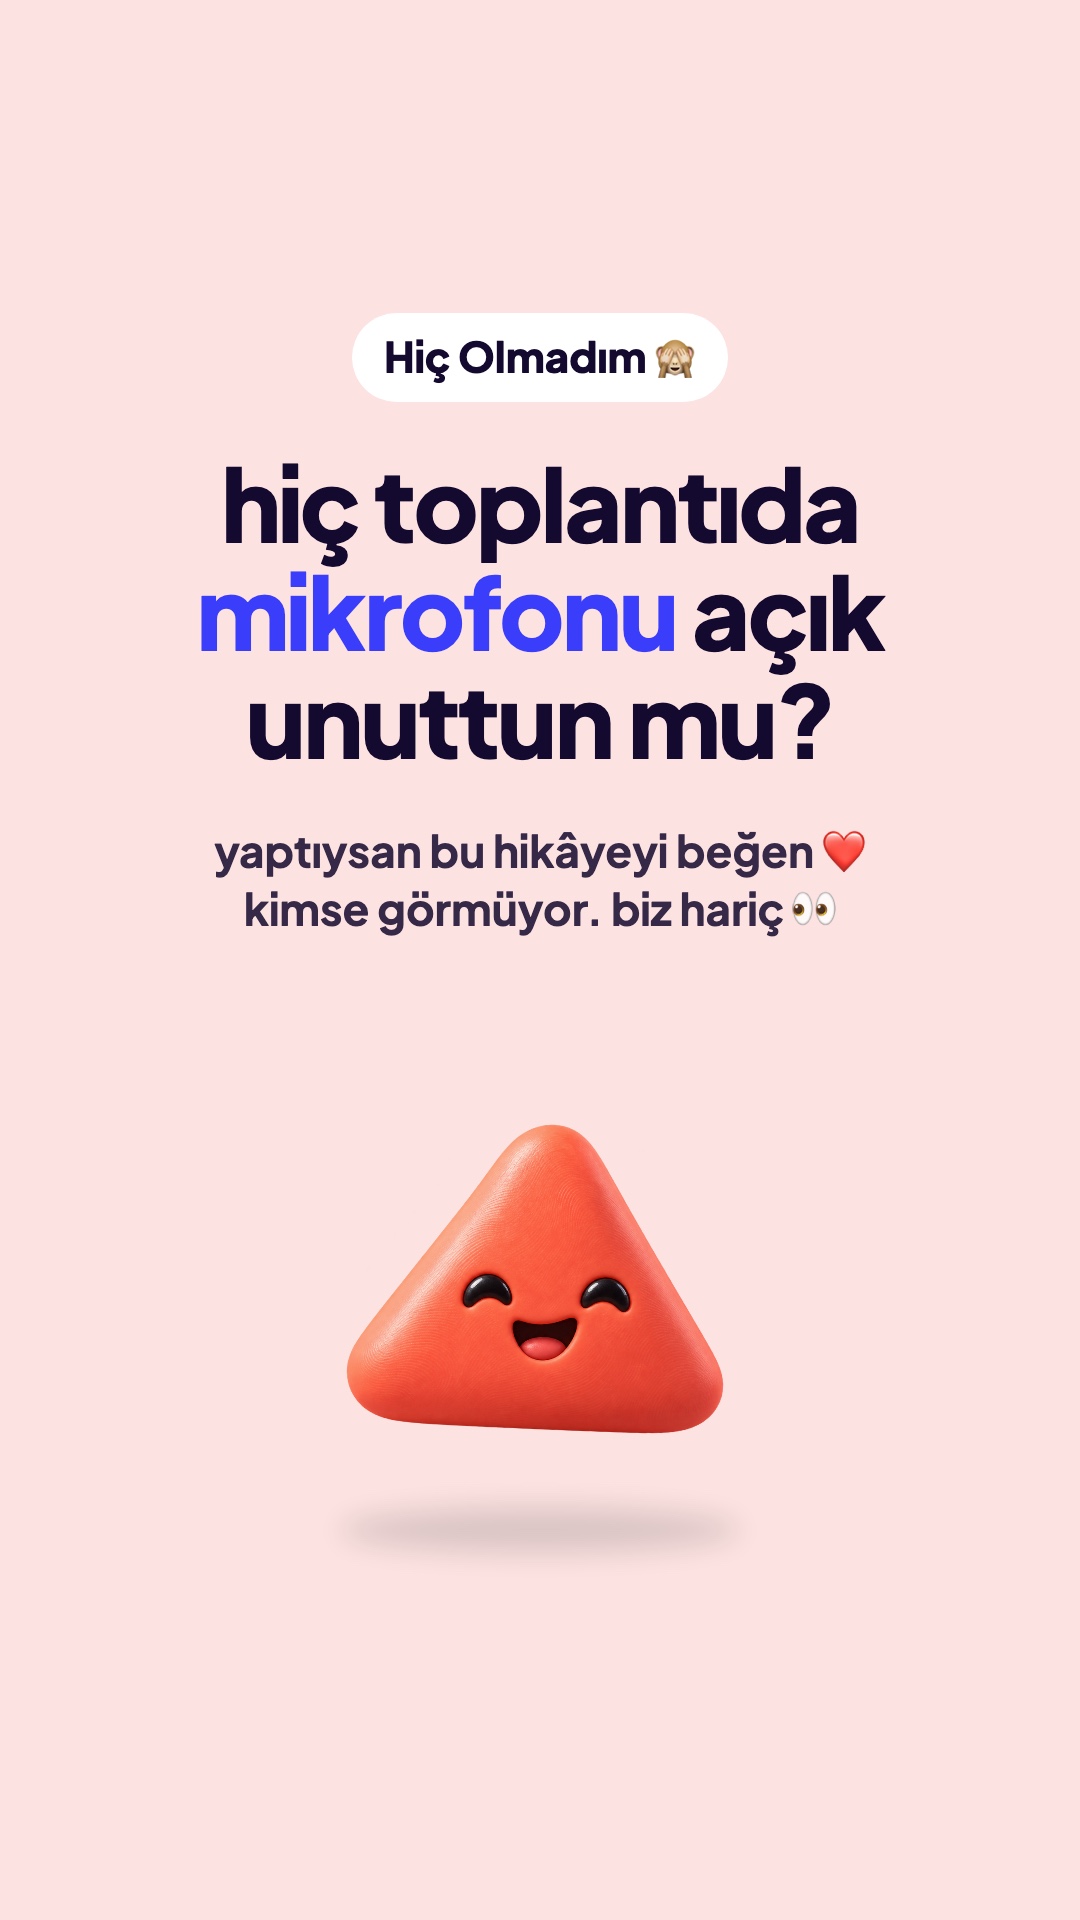 Hiç Olmadım 🙈
hiç toplantıda
mikrofonu açık
unuttun mu?
yaptıysan bu hikâyeyi beğen ❤️
kimse görmüyor. biz hariç 👀